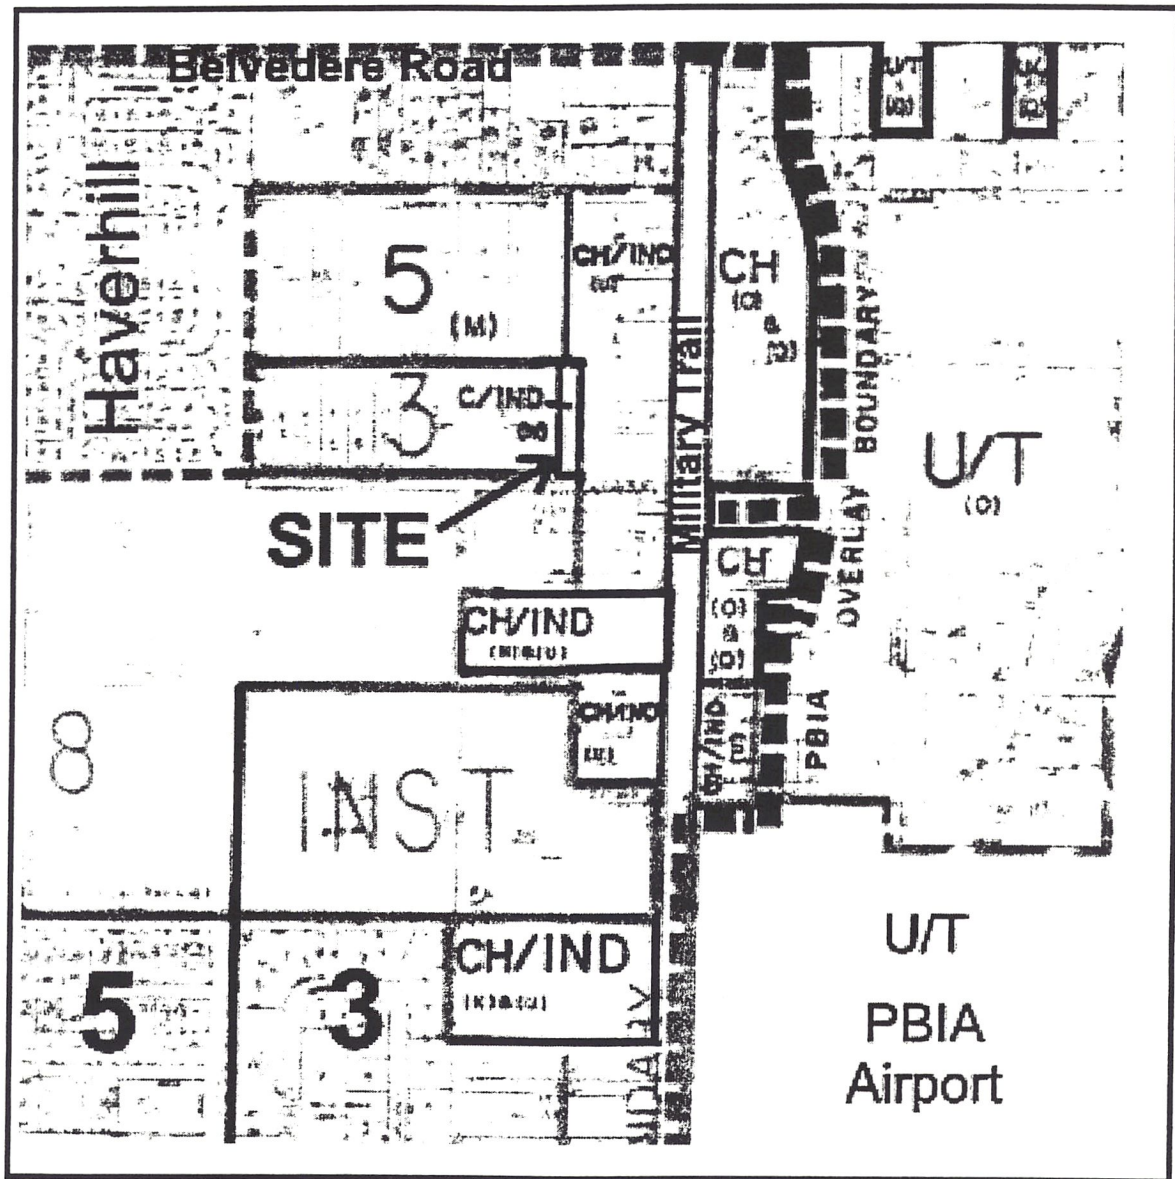 Belvedere Road
Haverhill
5
(M)
CH/IND
CH
(O)
&
(O)
3
C/IND
SITE
Military Trail
U/T
(O)
PBIA OVERLAY BOUNDARY
CH
(O)
&
(O)
CH/IND
CH/IND
CH/IND
8
INST
5
3
CH/IND
U/T
PBIA
Airport